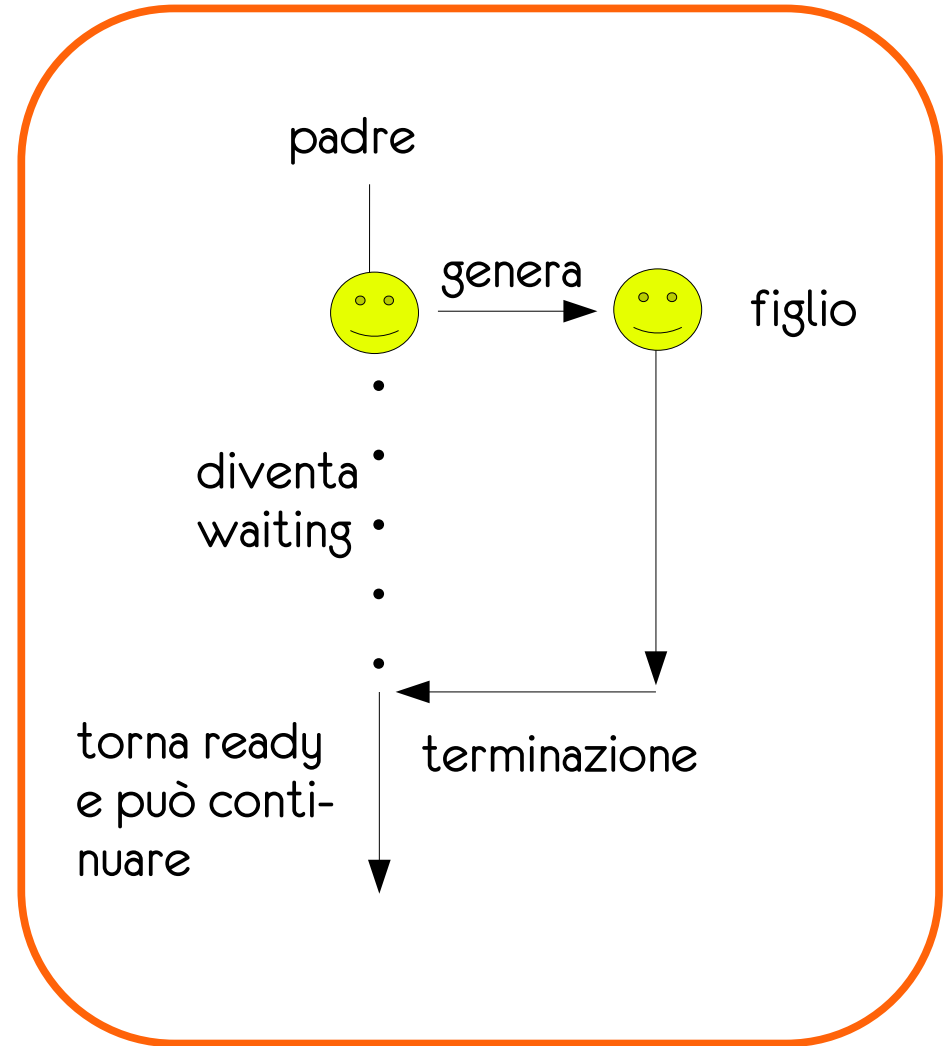 padre
genera
figlio
diventa
waiting
torna ready
e può conti-
nuare
terminazione